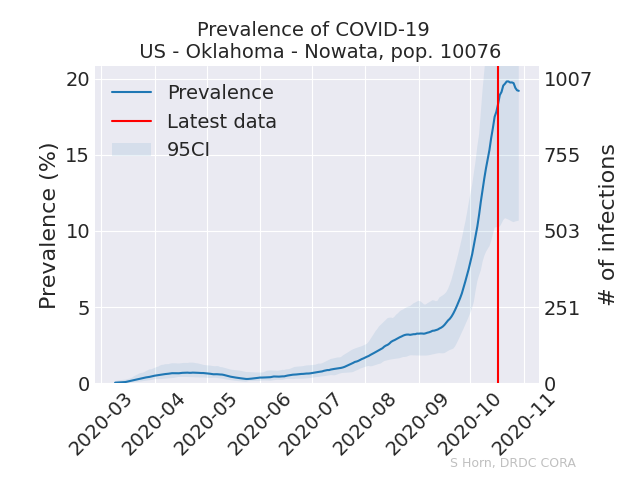 Prevalence of COVID-19
US - Oklahoma - Nowata, pop. 10076
Prevalence (%)
20
15
10
5
0
Prevalence
Latest data
95CI
1007
755
503
251
0
# of infections
2020-03
2020-04
2020-05
2020-06
2020-07
2020-08
2020-09
2020-10
2020-11
S Horn, DRDC CORA